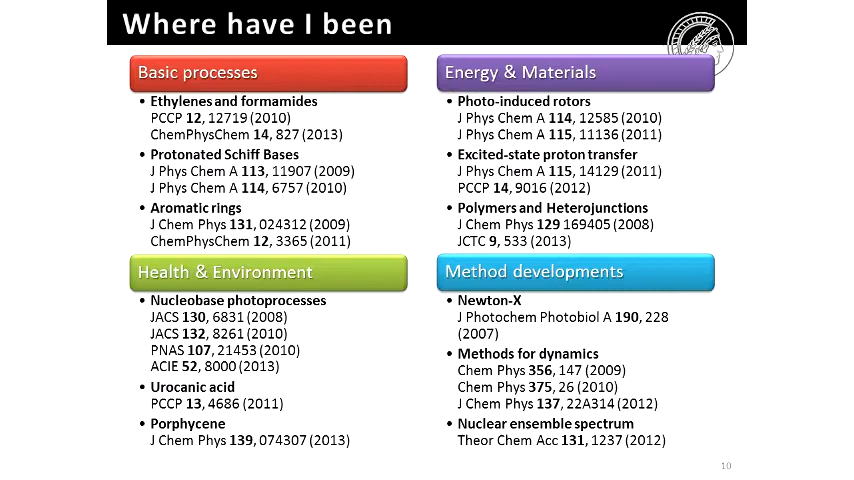 Where have I been
Basic processes
• Ethylenes and formamides
PCCP 12, 12719 (2010)
ChemPhysChem 14, 827 (2013)
• Protonated Schiff Bases
J Phys Chem A 113, 11907 (2009)
J Phys Chem A 114, 6757 (2010)
• Aromatic rings
J Chem Phys 131, 024312 (2009)
ChemPhysChem 12, 3365 (2011)
Energy & Materials
• Photo-induced rotors
J Phys Chem A 114, 12585 (2010)
J Phys Chem A 115, 11136 (2011)
• Excited-state proton transfer
J Phys Chem A 115, 14129 (2011)
PCCP 14, 9016 (2012)
• Polymers and Heterojunctions
J Chem Phys 129 169405 (2008)
JCTC 9, 533 (2013)
Health & Environment
• Nucleobase photoprocesses
JACS 130, 6831 (2008)
JACS 132, 8261 (2010)
PNAS 107, 21453 (2010)
ACIE 52, 8000 (2013)
• Urocanic acid
PCCP 13, 4686 (2011)
• Porphycene
J Chem Phys 139, 074307 (2013)
Method developments
• Newton-X
J Photochem Photobiol A 190, 228
(2007)
• Methods for dynamics
Chem Phys 356, 147 (2009)
Chem Phys 375, 26 (2010)
J Chem Phys 137, 22A314 (2012)
• Nuclear ensemble spectrum
Theor Chem Acc 131, 1237 (2012)
10